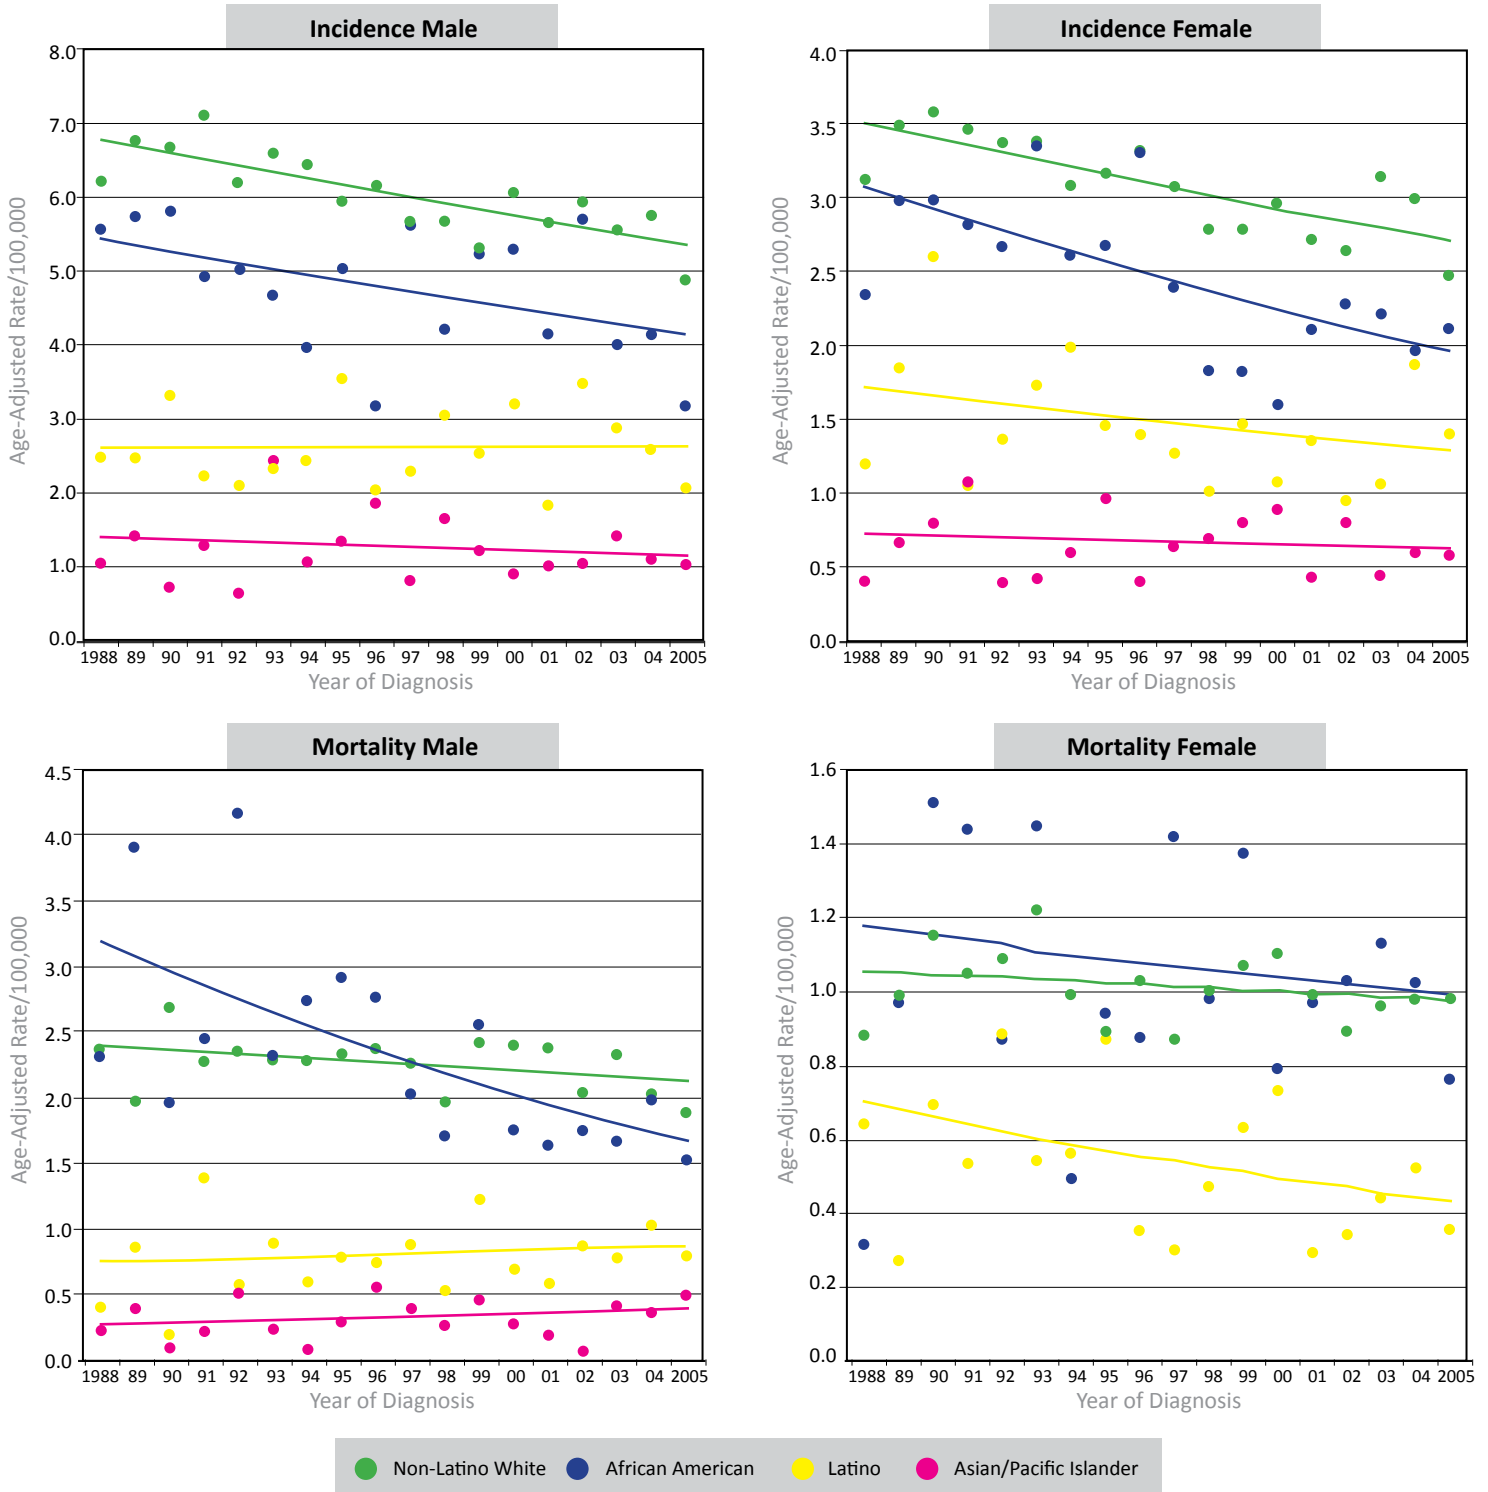 Incidence Male
8.0
7.0
6.0
5.0
4.0
3.0
2.0
1.0
0.0
Age-Adjusted Rate/100,000
1988 89 90 91 92 93 94 95 96 97 98 99 00 01 02 03 04 2005
Year of Diagnosis
Incidence Female
4.0
3.5
3.0
2.5
2.0
1.5
1.0
0.5
0.0
Age-Adjusted Rate/100,000
1988 89 90 91 92 93 94 95 96 97 98 99 00 01 02 03 04 2005
Year of Diagnosis
Mortality Male
4.5
4.0
3.5
3.0
2.5
2.0
1.5
1.0
0.5
0.0
Age-Adjusted Rate/100,000
1988 89 90 91 92 93 94 95 96 97 98 99 00 01 02 03 04 2005
Year of Diagnosis
Mortality Female
1.6
1.4
1.2
1.0
0.8
0.6
0.4
0.2
0.0
Age-Adjusted Rate/100,000
1988 89 90 91 92 93 94 95 96 97 98 99 00 01 02 03 04 2005
Year of Diagnosis
Non-Latino White African American Latino Asian/Pacific Islander